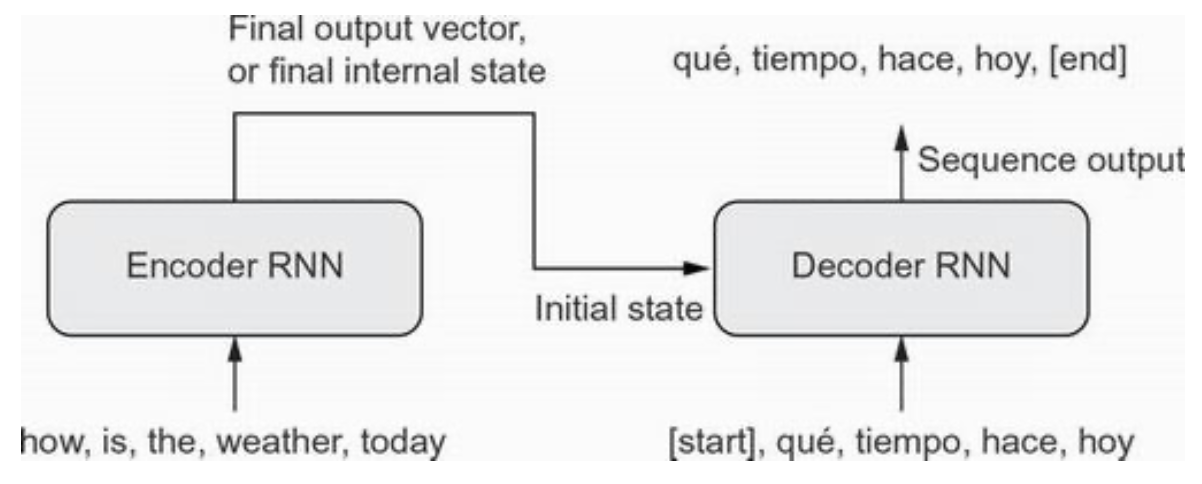 Final output vector,
or final internal state
qué, tiempo, hace, hoy, [end]
Sequence output
Encoder RNN
Decoder RNN
Initial state
how, is, the, weather, today
[start], qué, tiempo, hace, hoy